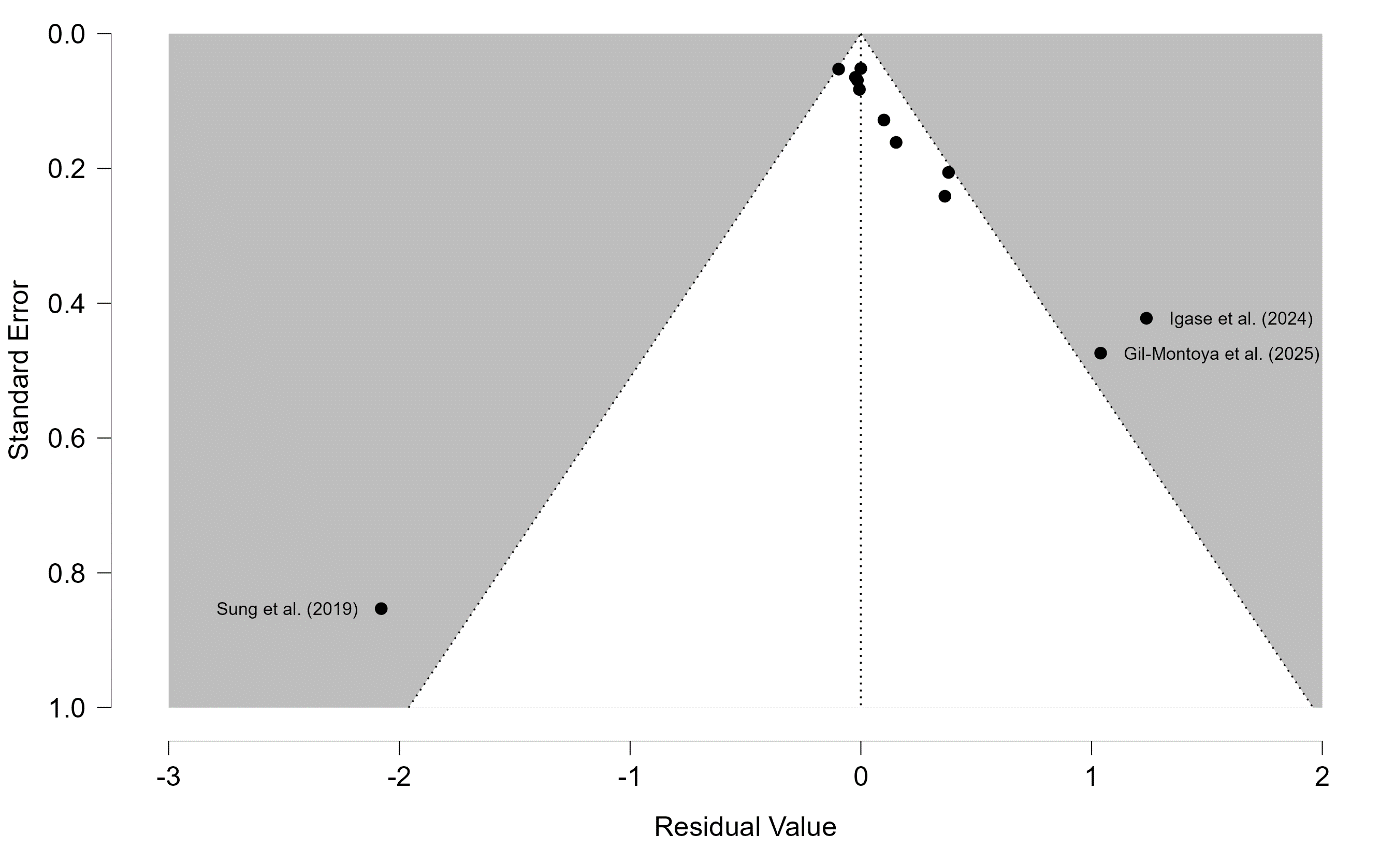 0.0
0.2
0.4
0.6
0.8
1.0
Standard Error
Igase et al. (2024)
Gil-Montoya et al. (2025)
Sung et al. (2019)
-3 -2 -1 0 1 2
Residual Value